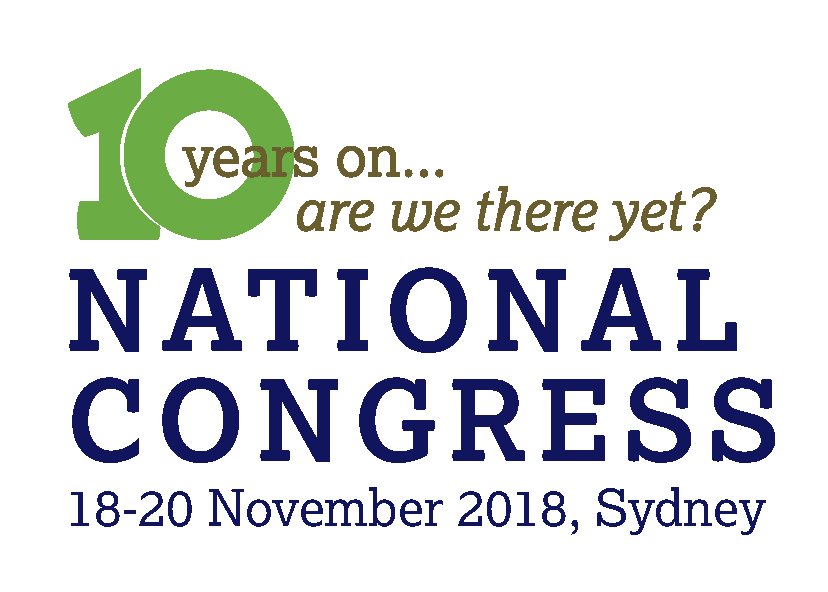 10 years on...
are we there yet?
NATIONAL
CONGRESS
18-20 November 2018, Sydney